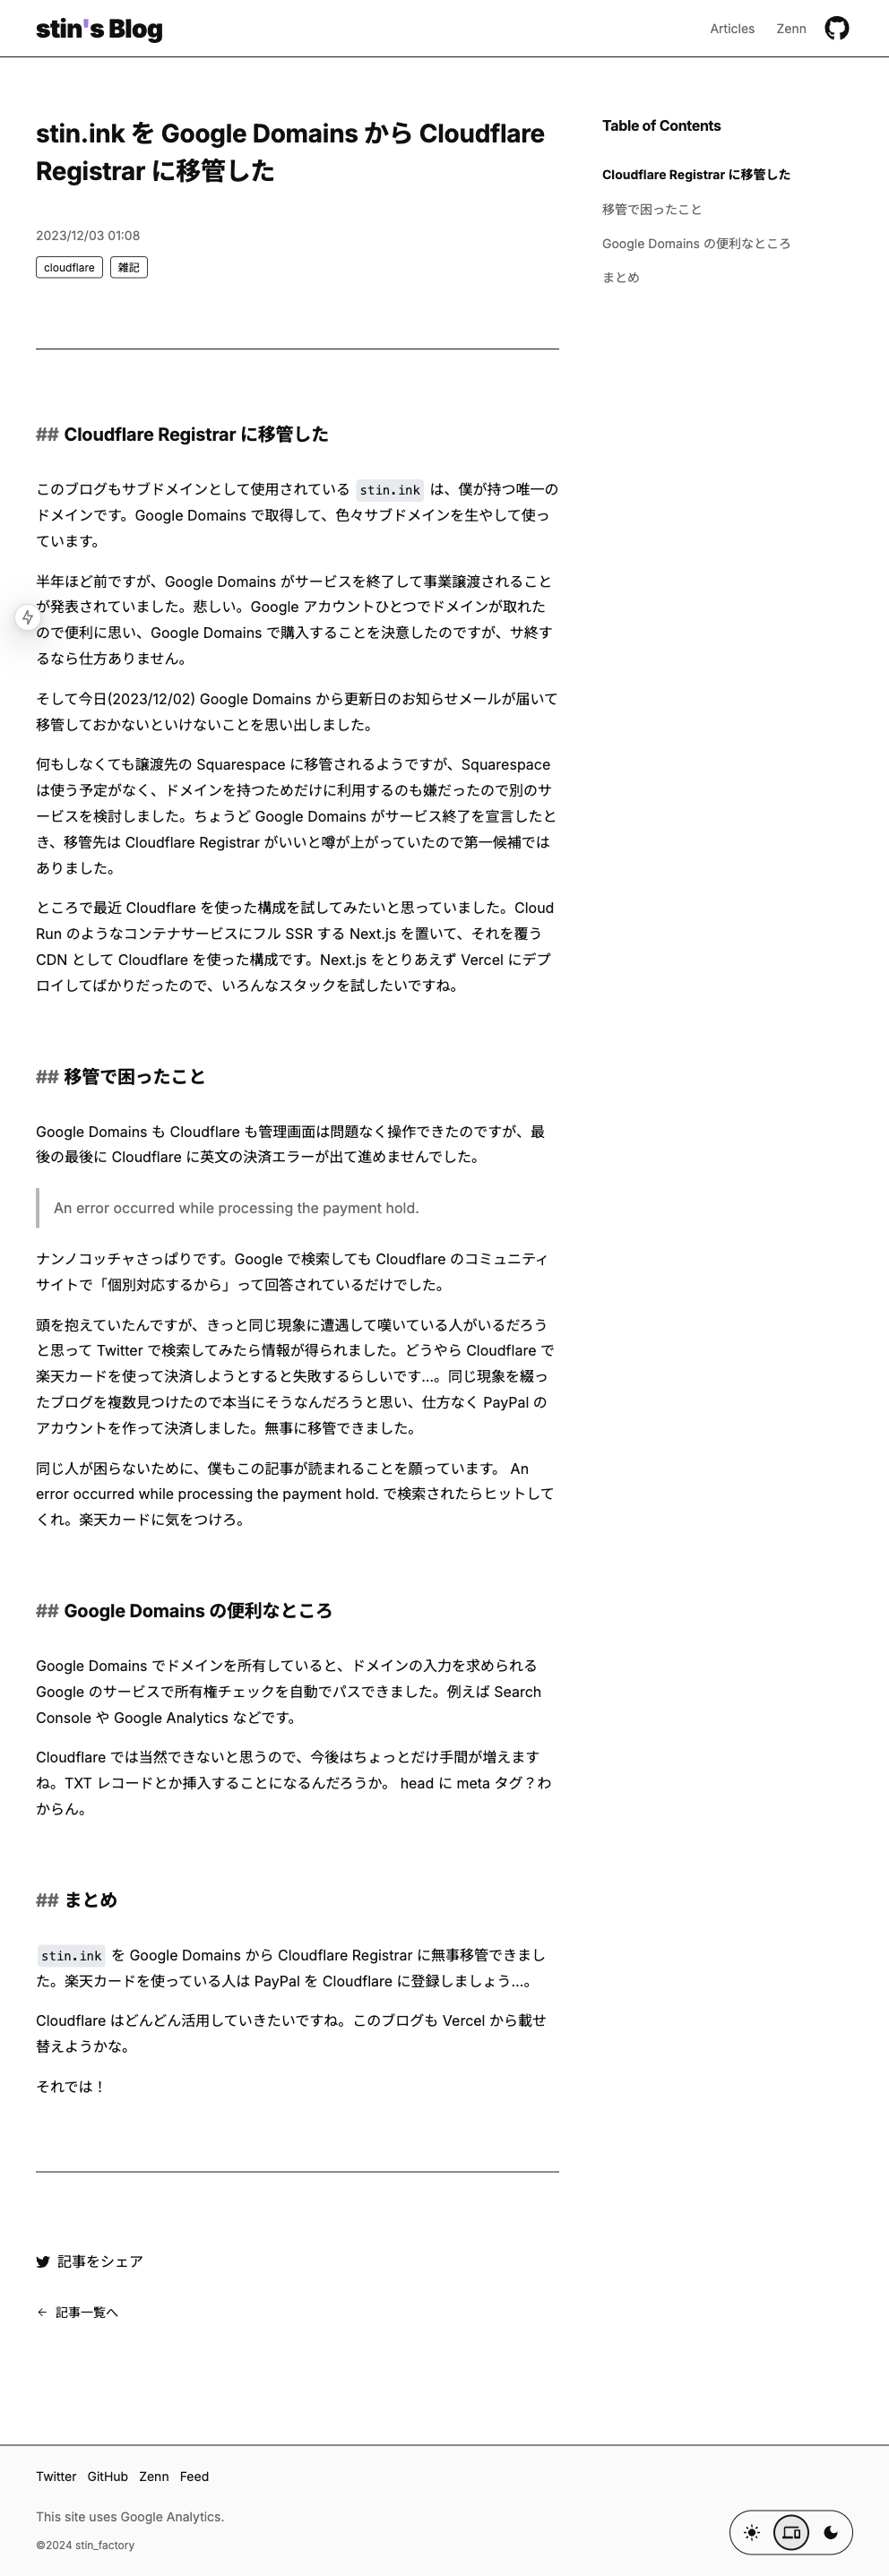 stin's Blog
Articles
Zenn
stin.ink を Google Domains から Cloudflare
Registrar に移管した
2023/12/03 01:08
cloudflare
雑記
Table of Contents
Cloudflare Registrar に移管した
移管で困ったこと
Google Domains の便利なところ
まとめ
## Cloudflare Registrar に移管した
このブログもサブドメインとして使用されている stin.ink は、僕が持つ唯一の
ドメインです。Google Domains で取得して、色々サブドメインを生やして使っ
ています。
半年ほど前ですが、Google Domains がサービスを終了して事業譲渡されること
が発表されていました。悲しい。Google アカウントひとつでドメインが取れた
ので便利に思い、Google Domains で購入することを決意したのですが、サ終す
るなら仕方ありません。
そして今日(2023/12/02) Google Domains から更新日のお知らせメールが届いて
移管しておかないといけないことを思い出しました。
何もしなくても譲渡先の Squarespace に移管されるようですが、Squarespace
は使う予定がなく、ドメインを持つためだけに利用するのも嫌だったので別のサ
ービスを検討しました。ちょうど Google Domains がサービス終了を宣言したと
き、移管先は Cloudflare Registrar がいいと噂が上がっていたので第一候補では
ありました。
ところで最近 Cloudflare を使った構成を試してみたいと思っていました。Cloud
Run のようなコンテナサービスにフル SSR する Next.js を置いて、それを覆う
CDN として Cloudflare を使った構成です。Next.js をとりあえず Vercel にデプ
ロイしてばかりだったので、いろんなスタックを試したいですね。
## 移管で困ったこと
Google Domains も Cloudflare も管理画面は問題なく操作できたのですが、最
後の最後に Cloudflare に英文の決済エラーが出て進めませんでした。
An error occurred while processing the payment hold.
ナンノコッチャさっぱりです。Google で検索しても Cloudflare のコミュニティ
サイトで「個別対応するから」って回答されているだけでした。
頭を抱えていたんですが、きっと同じ現象に遭遇して嘆いている人がいるだろう
と思って Twitter で検索してみたら情報が得られました。どうやら Cloudflare で
楽天カードを使って決済しようとすると失敗するらしいです…。同じ現象を綴っ
たブログを複数見つけたので本当にそうなんだろうと思い、仕方なく PayPal の
アカウントを作って決済しました。無事に移管できました。
同じ人が困らないために、僕もこの記事が読まれることを願っています。 An
error occurred while processing the payment hold. で検索されたらヒットして
くれ。楽天カードに気をつけろ。
## Google Domains の便利なところ
Google Domains でドメインを所有していると、ドメインの入力を求められる
Google のサービスで所有権チェックを自動でパスできました。例えば Search
Console や Google Analytics などです。
Cloudflare では当然できないと思うので、今後はちょっとだけ手間が増えます
ね。TXT レコードとか挿入することになるんだろうか。 head に meta タグ？わ
からん。
## まとめ
stin.ink を Google Domains から Cloudflare Registrar に無事移管できまし
た。楽天カードを使っている人は PayPal を Cloudflare に登録しましょう…。
Cloudflare はどんどん活用していきたいですね。このブログも Vercel から載せ
替えようかな。
それでは！
記事をシェア
← 記事一覧へ
Twitter GitHub Zenn Feed
This site uses Google Analytics.
©2024 stin_factory